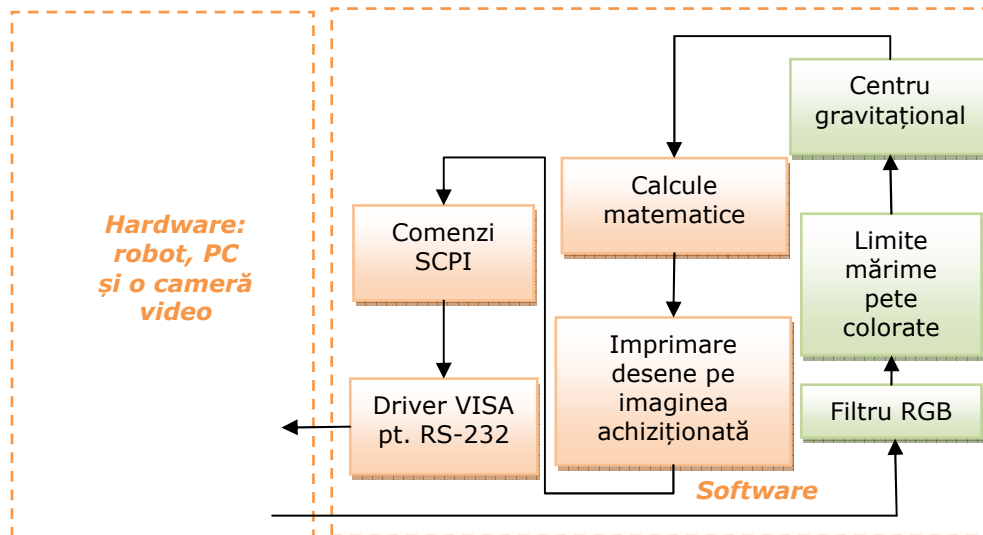 Hardware:
robot, PC
și o cameră
video
Centru
gravitațional
Calcule
matematice
Comenzi
SCPI
Limite
mărime
pete
colorate
Imprimare
desene pe
imaginea
achiziționată
Driver VISA
pt. RS-232
Filtru RGB
Software